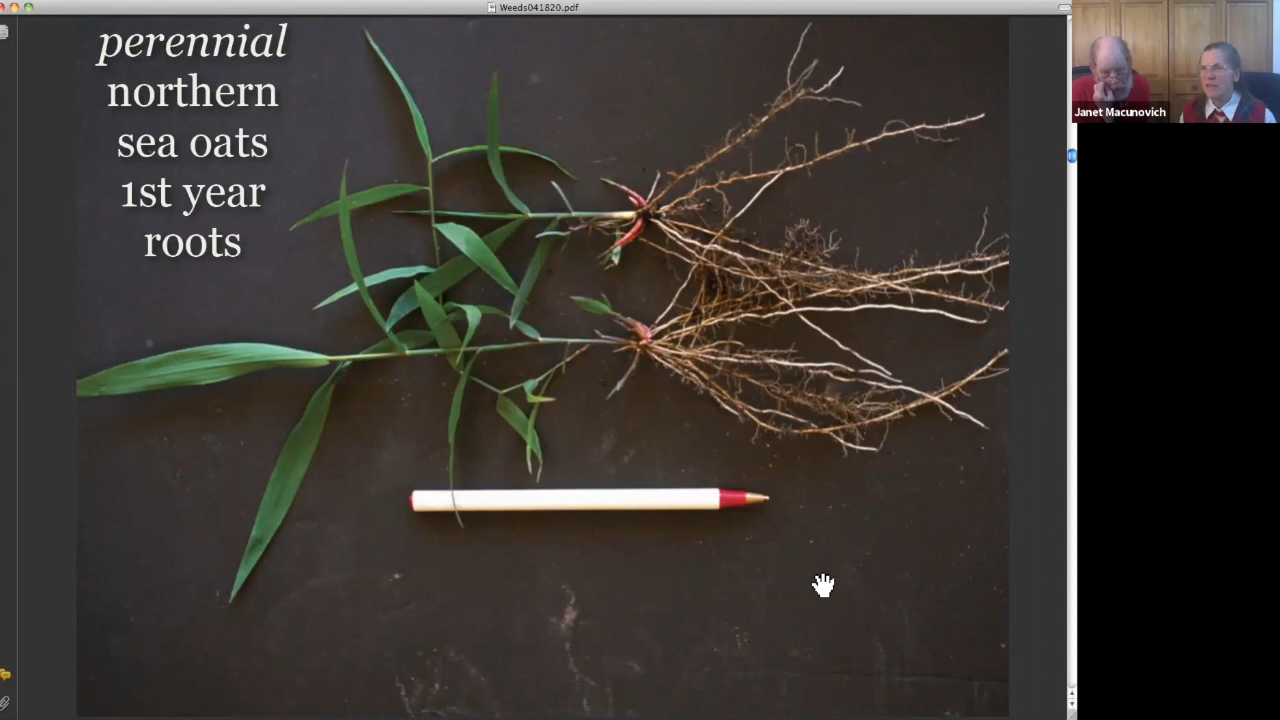 Weeds041820.pdf
perennial
northern
sea oats
1st year
roots
Janet Macunovich